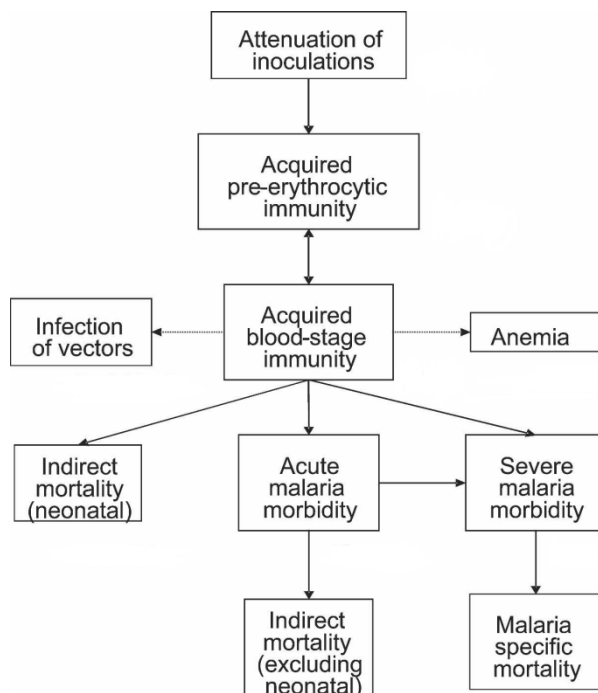 Attenuation of
inoculations
Acquired
pre-erythrocytic
immunity
Infection
of vectors
Acquired
blood-stage
immunity
Anemia
Indirect
mortality
(neonatal)
Acute
malaria
morbidity
Severe
malaria
morbidity
Indirect
mortality
(excluding
neonatal)
Malaria
specific
mortality